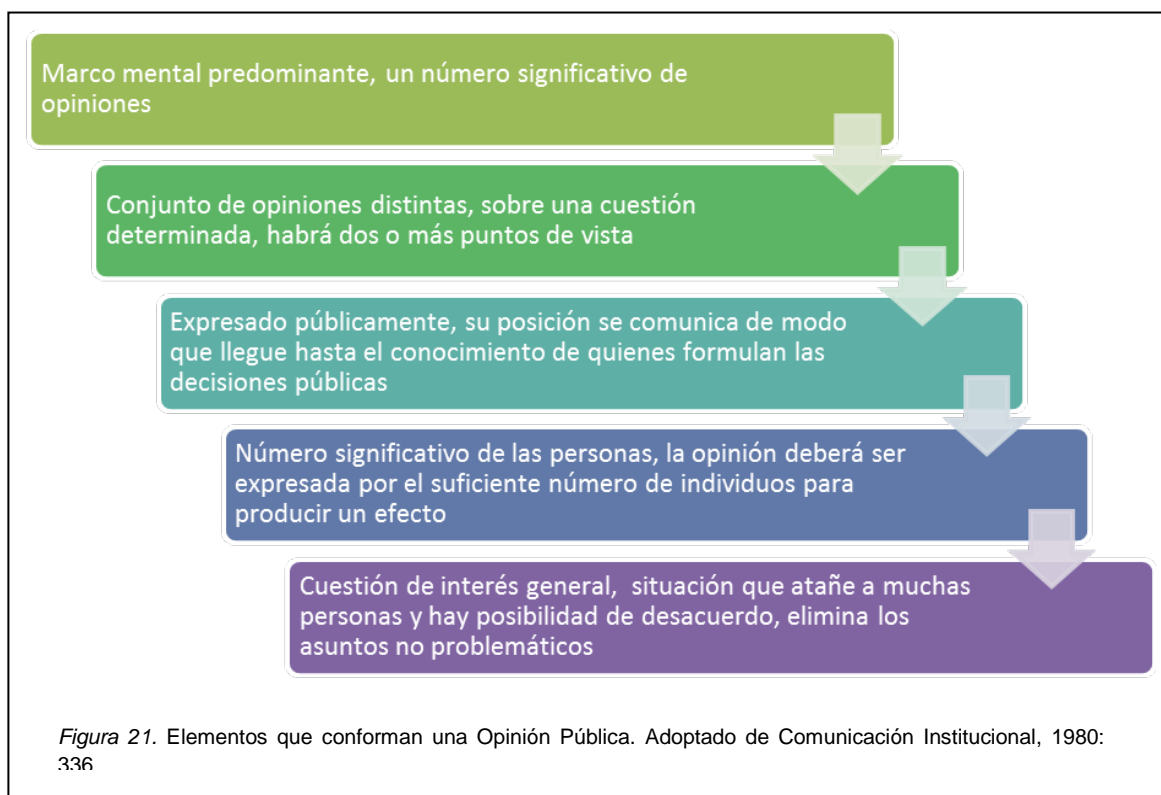 Marco mental predominante, un número significativo de
opiniones
Conjunto de opiniones distintas, sobre una cuestión
determinada, habrá dos o más puntos de vista
Expresado públicamente, su posición se comunica de modo
que llegue hasta el conocimiento de quienes formulan las
decisiones públicas
Número significativo de las personas, la opinión deberá ser
expresada por el suficiente número de individuos para
producir un efecto
Cuestión de interés general, situación que atañe a muchas
personas y hay posibilidad de desacuerdo, elimina los
asuntos no problemáticos
Figura 21. Elementos que conforman una Opinión Pública. Adoptado de Comunicación Institucional, 1980:
336